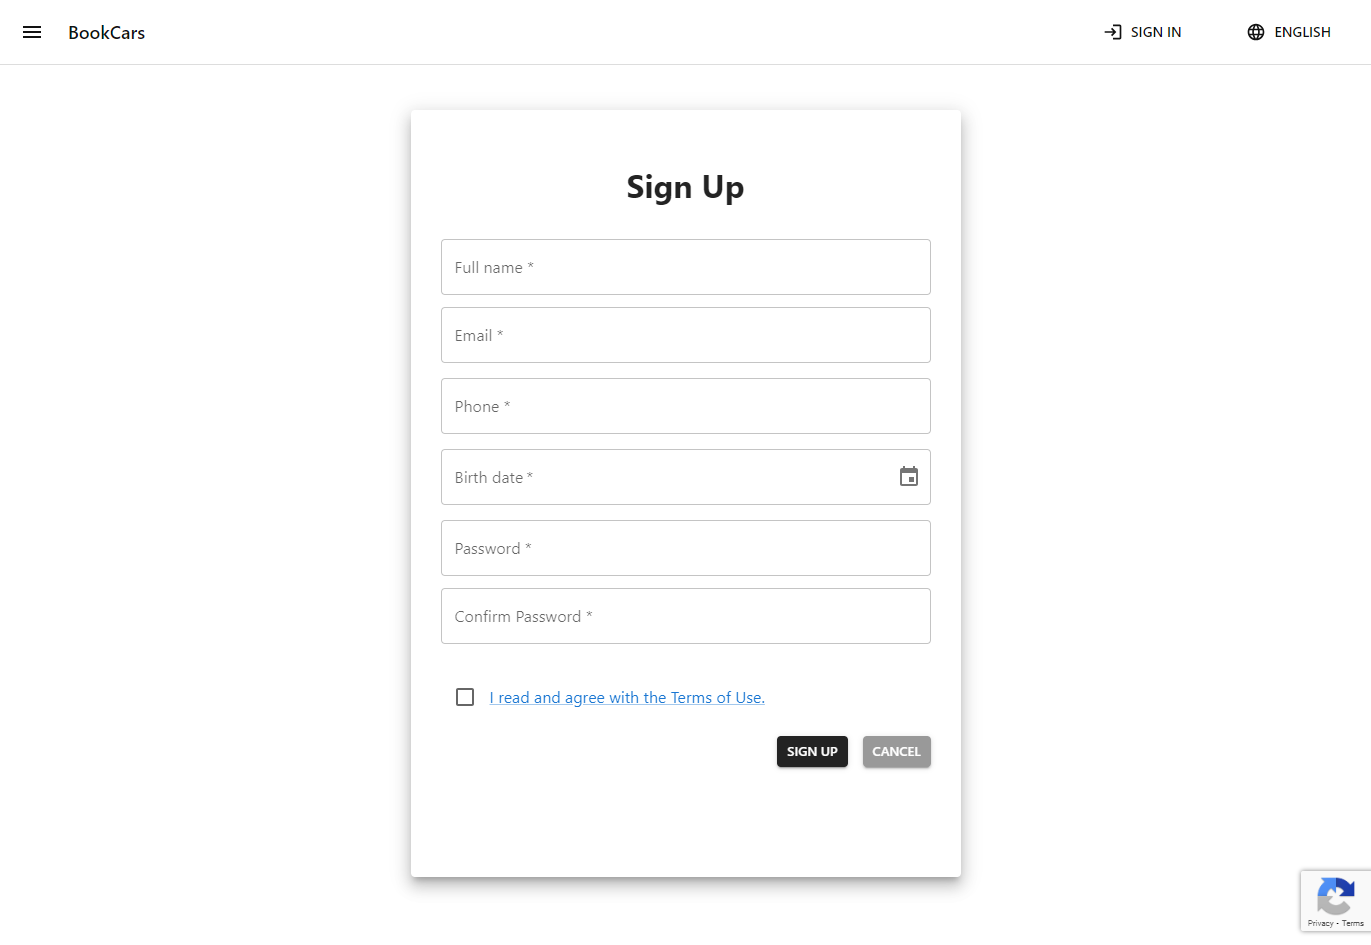 BookCars
SIGN IN
ENGLISH
Sign Up
Full name *
Email *
Phone *
Birth date *
Password *
Confirm Password *
I read and agree with the Terms of Use.
SIGN UP
CANCEL
Privacy - Terms